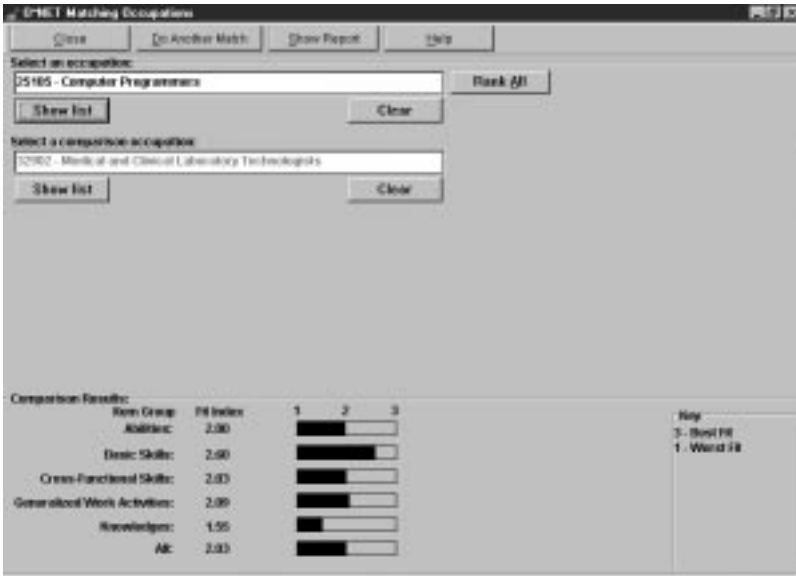 O*NET Matching Occupations
Close Do Another Match Show Report Help
Select an occupation:
25105 - Computer Programmers Rank All
Show list Clear
Select a comparison occupation:
32902 - Medical and Clinical Laboratory Technologists
Show list Clear
Comparison Results:
Item Group Fit Index 1 2 3
Abilities: 2.00
Basic Skills: 2.60
Cross-Functional Skills: 2.03
Generalized Work Activities: 2.09
Knowledges: 1.55
All: 2.03
Key
3 - Best Fit
1 - Worst Fit